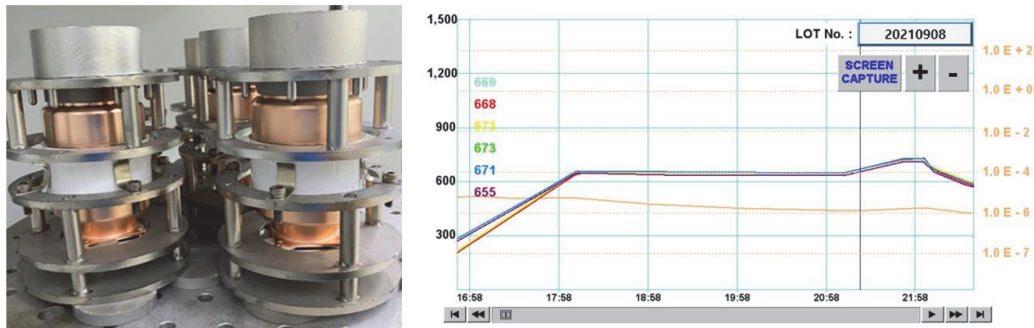 1,500
1,200
900
600
300
LOT No. : 20210908
SCREEN
CAPTURE
+
-
669
668
673
673
671
655
1.0 E + 2
1.0 E + 0
1.0 E - 2
1.0 E - 4
1.0 E - 6
1.0 E - 7
16:58
17:58
18:58
19:58
20:58
21:58